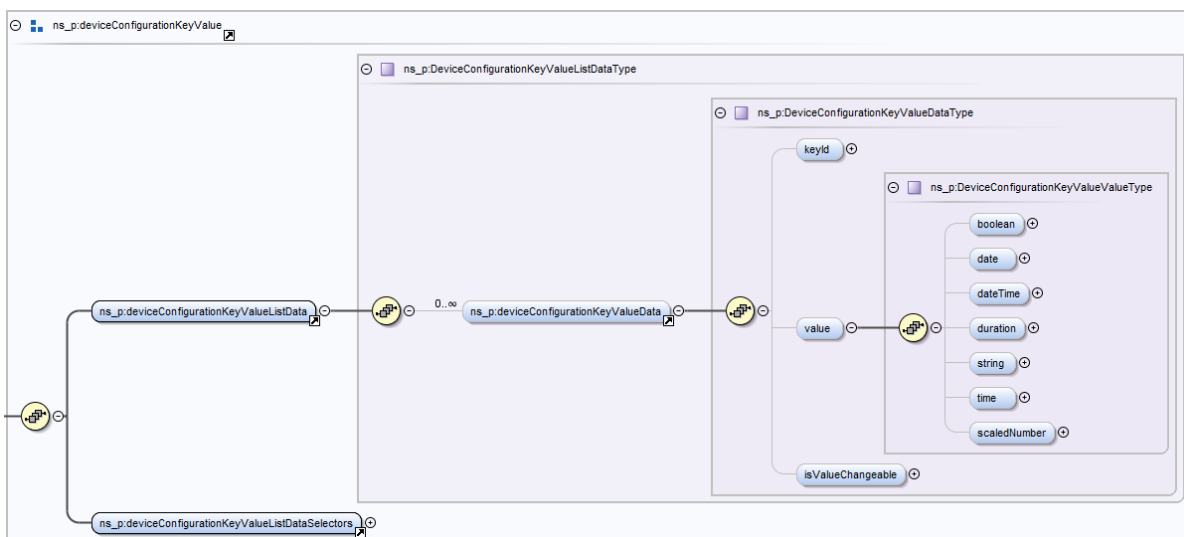 ns_p:deviceConfigurationKeyValue
ns_p:DeviceConfigurationKeyValueListDataType
ns_p:DeviceConfigurationKeyValueDataType
keyId
ns_p:DeviceConfigurationKeyValueValueType
boolean
date
dateTime
ns_p:deviceConfigurationKeyValueListData
0..∞
ns_p:deviceConfigurationKeyValueData
value
duration
string
time
scaledNumber
isValueChangeable
ns_p:deviceConfigurationKeyValueListDataSelectors